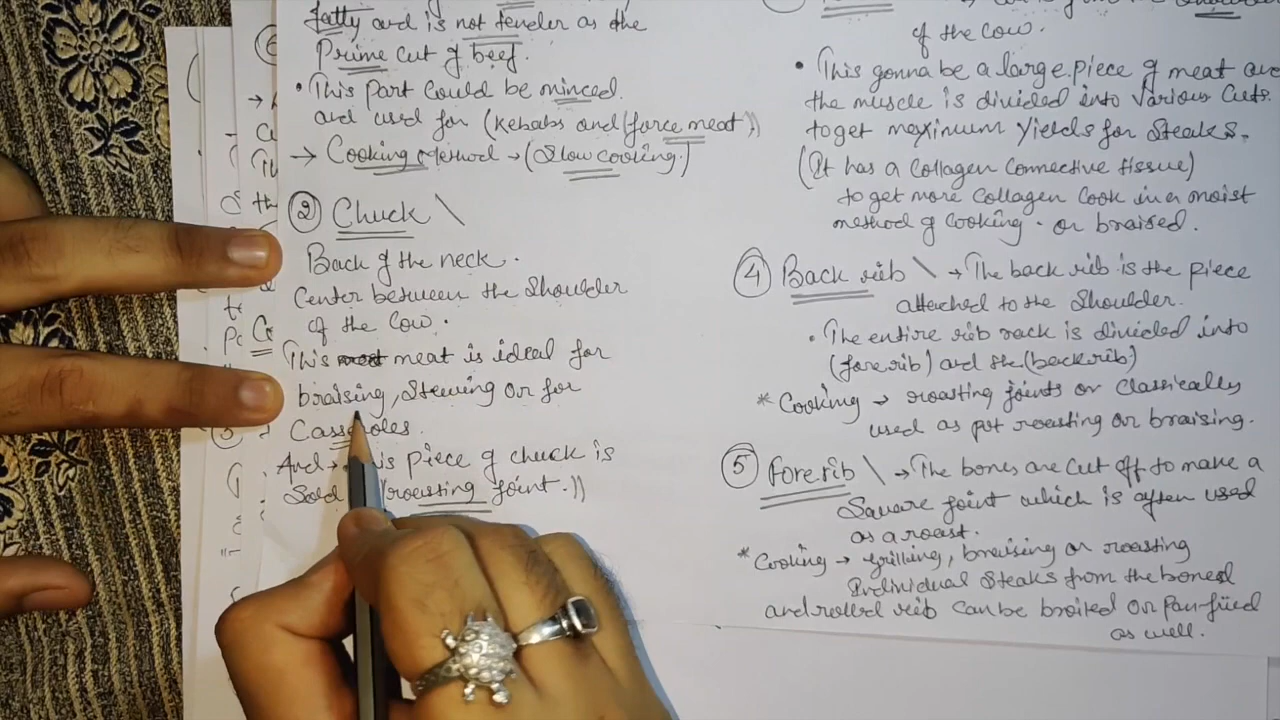 fatty and is not tender as the
Prime cut of beef.
• This part could be minced
and used for (kebabs and force meat))
→ Cooking Method → (Slow cooking.)
② Chuck \
Back of the neck.
Center between the shoulder
of the cow.
This meat is ideal for
braising, stewing or for
Casseroles.
And → is piece of chuck is
Sold (roasting joint.))
of the cow.
• This gonna be a large piece of meat
the muscle is divided into various cuts.
to get maximum yields for steaks.
(It has a collagen connective tissue)
to get more collagen cook in a moist
method of cooking. or braised.
④ Back rib \ → The back rib is the piece
attached to the shoulder.
• The entire rib rack is divided into
(fore rib) and the (back rib)
* Cooking → roasting joints or classically
used as pot roasting or braising.
⑤ Fore rib \ → The bones are cut off to make a
Square joint which is often used
as a roast.
* Cooking → grilling, braising or roasting
Individual steaks from the boned
and rolled rib can be broiled or pan-fried
as well.